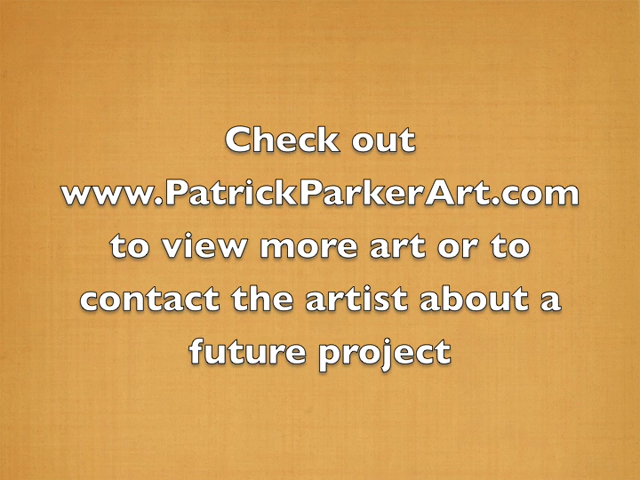 Check out
www.PatrickParkerArt.com
to view more art or to
contact the artist about a
future project